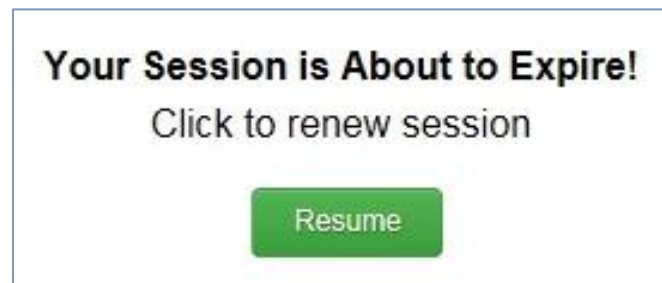 Your Session is About to Expire!
Click to renew session
Resume